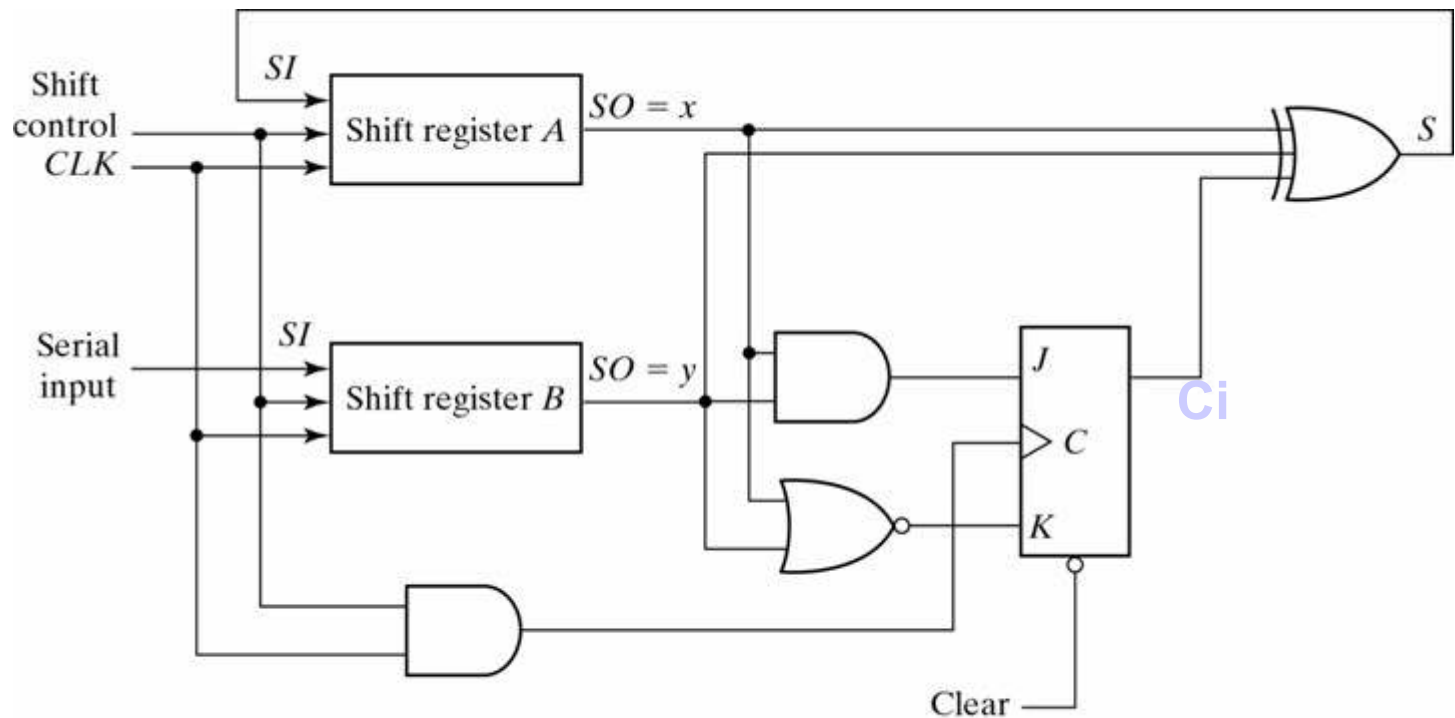 SI
Shift
control
CLK
Shift register A
SO = x
S
Serial
input
SI
Shift register B
SO = y
J
Ci
C
K
Clear